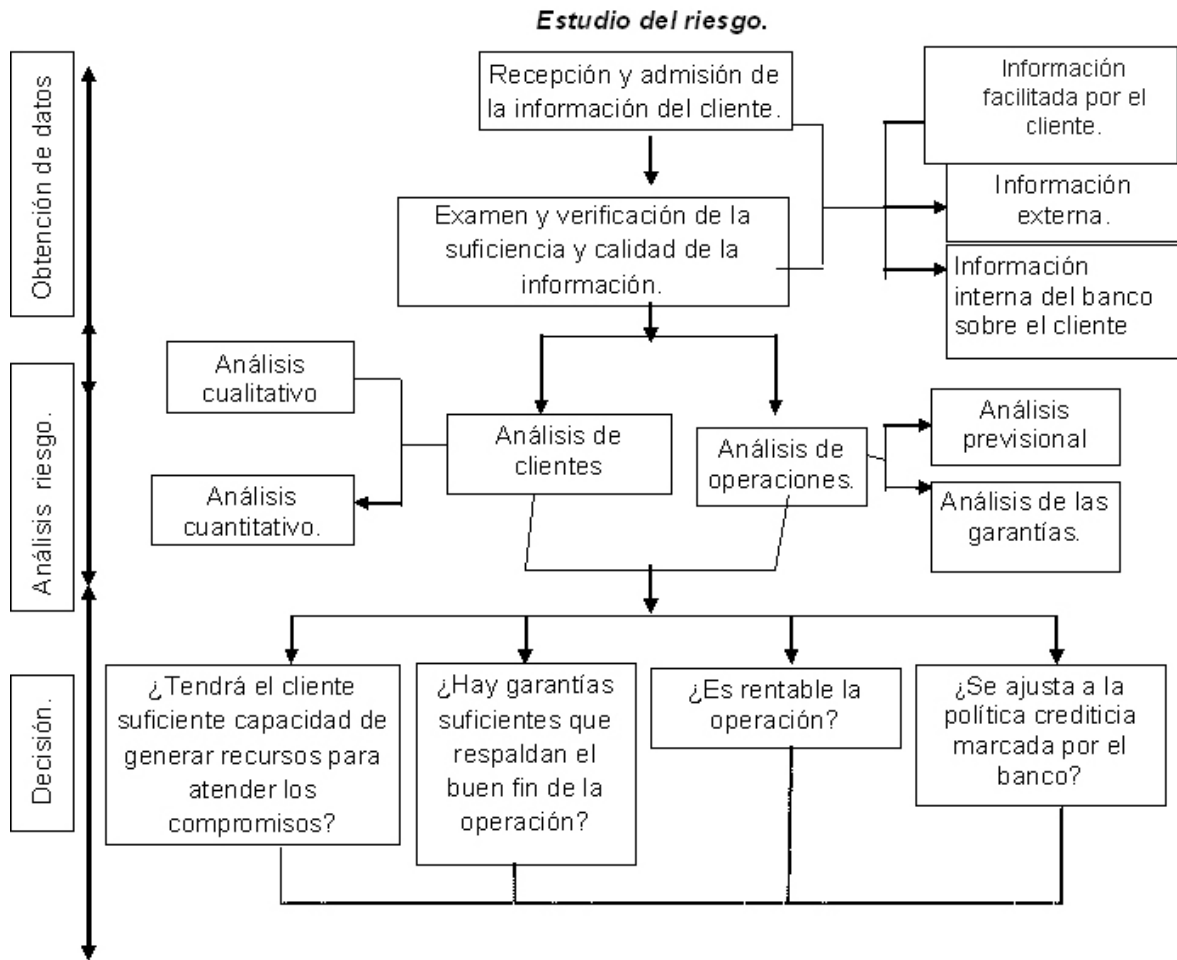 Estudio del riesgo.
Obtención de datos
Recepción y admisión de
la información del cliente.
Información
facilitada por el
cliente.
Examen y verificación de la
suficiencia y calidad de la
información.
Información
externa.
Información
interna del banco
sobre el cliente
Análisis riesgo.
Análisis
cualitativo
Análisis de
clientes
Análisis de
operaciones.
Análisis
previsional
Análisis
cuantitativo.
Análisis de las
garantías.
Decisión.
¿Tendrá el cliente
suficiente capacidad de
generar recursos para
atender los
compromisos?
¿Hay garantías
suficientes que
respaldan el
buen fin de la
operación?
¿Es rentable la
operación?
¿Se ajusta a la
política crediticia
marcada por el
banco?